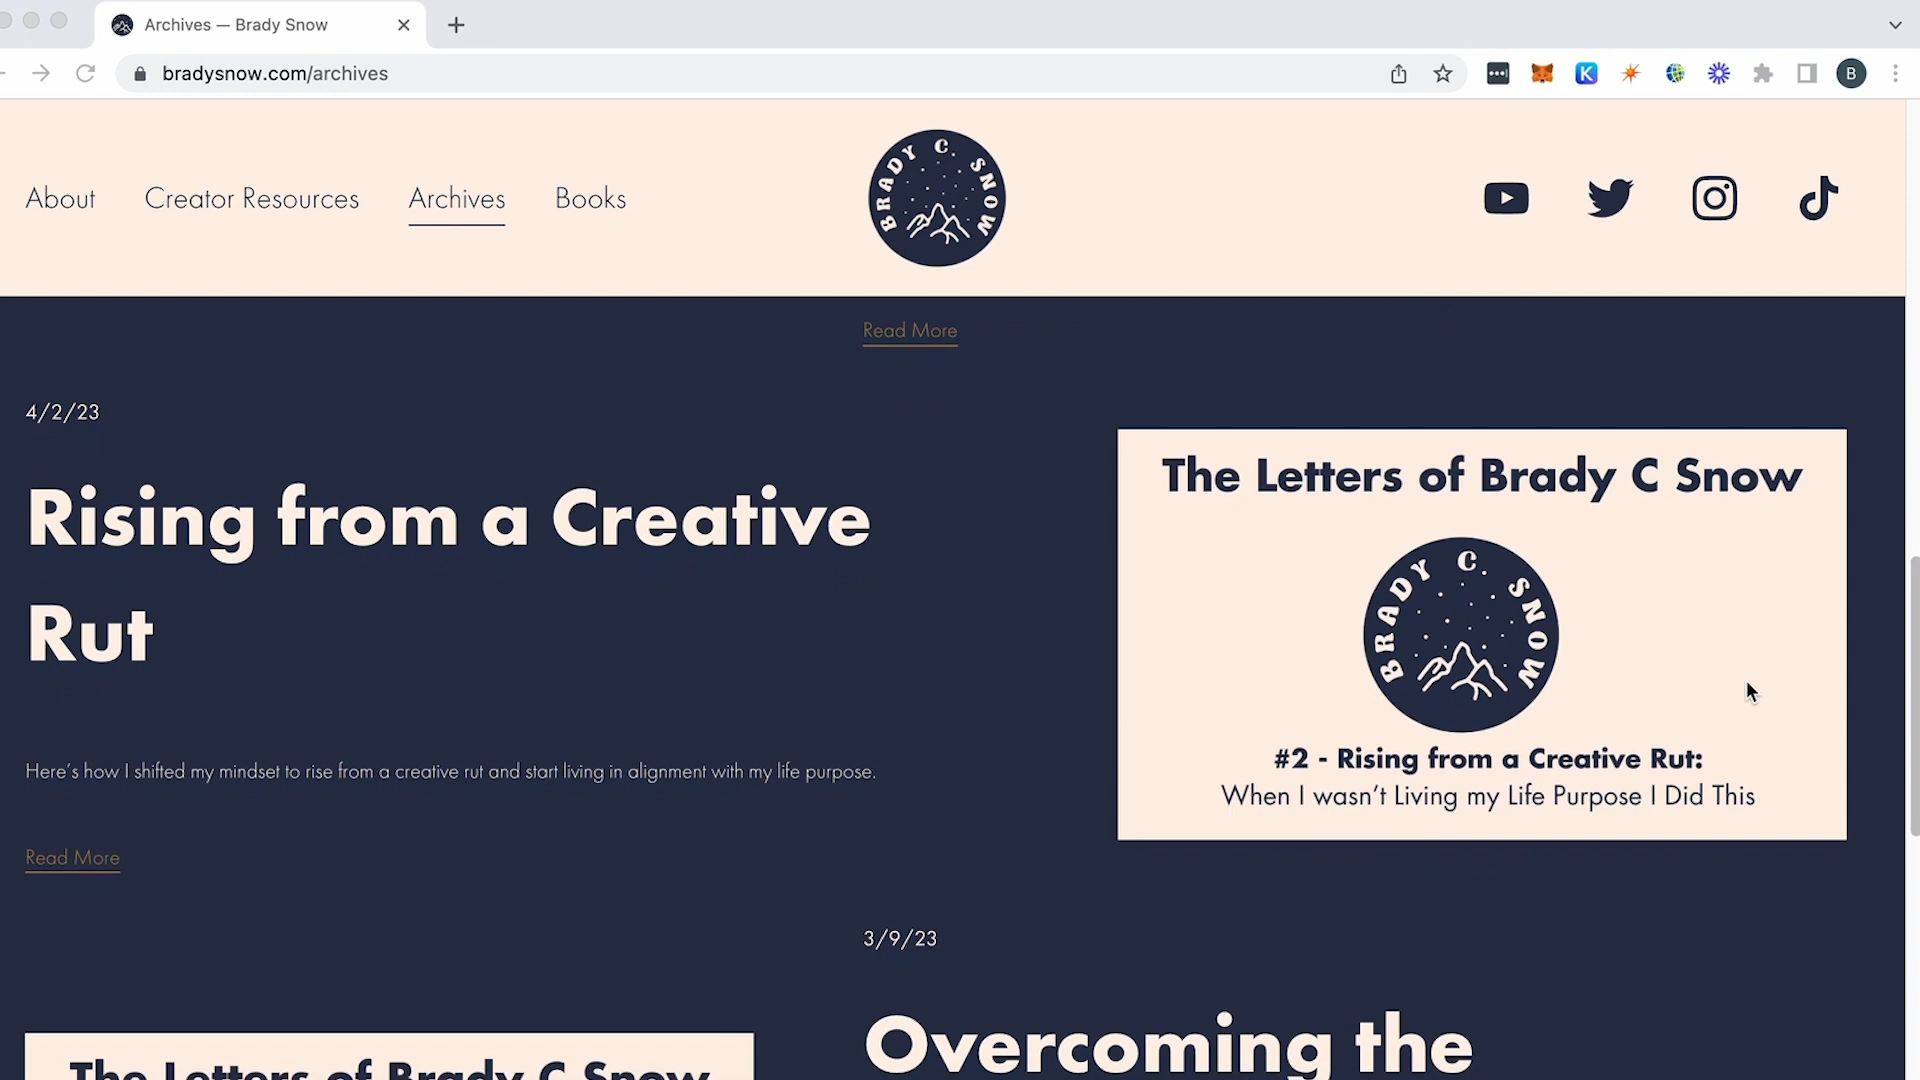 Archives — Brady Snow
bradysnow.com/archives
B
About
Creator Resources
Archives
Books
BRADY C. SNOW
Read More
4/2/23
Rising from a Creative
Rut
Here's how I shifted my mindset to rise from a creative rut and start living in alignment with my life purpose.
Read More
The Letters of Brady C Snow
BRADY C. SNOW
#2 - Rising from a Creative Rut:
When I wasn't Living my Life Purpose I Did This
3/9/23
Overcoming the
The Letters of Brady C Snow